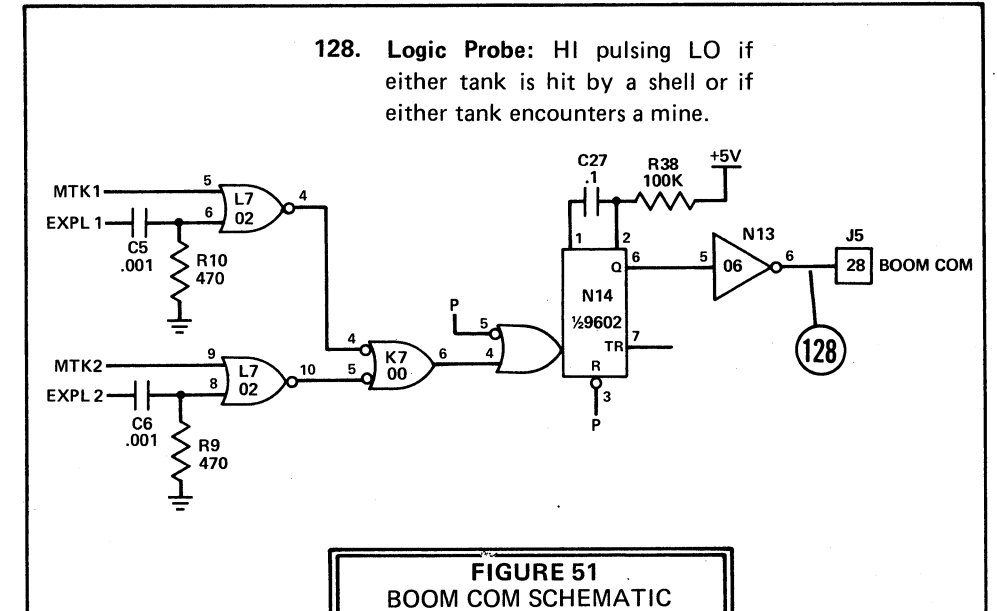 128. Logic Probe: HI pulsing LO if
either tank is hit by a shell or if
either tank encounters a mine.
C27
.1
R38
100K
+5V
MTK1
5
4
L7
02
EXPL 1
6
C5
.001
R10
470
1
2
N13
J5
Q
6
5
06
6
28
BOOM COM
N14
½9602
P
5
4
TR
7
128
R
3
P
MTK2
9
10
L7
02
EXPL 2
8
C6
.001
R9
470
4
5
K7
00
6
FIGURE 51
BOOM COM SCHEMATIC